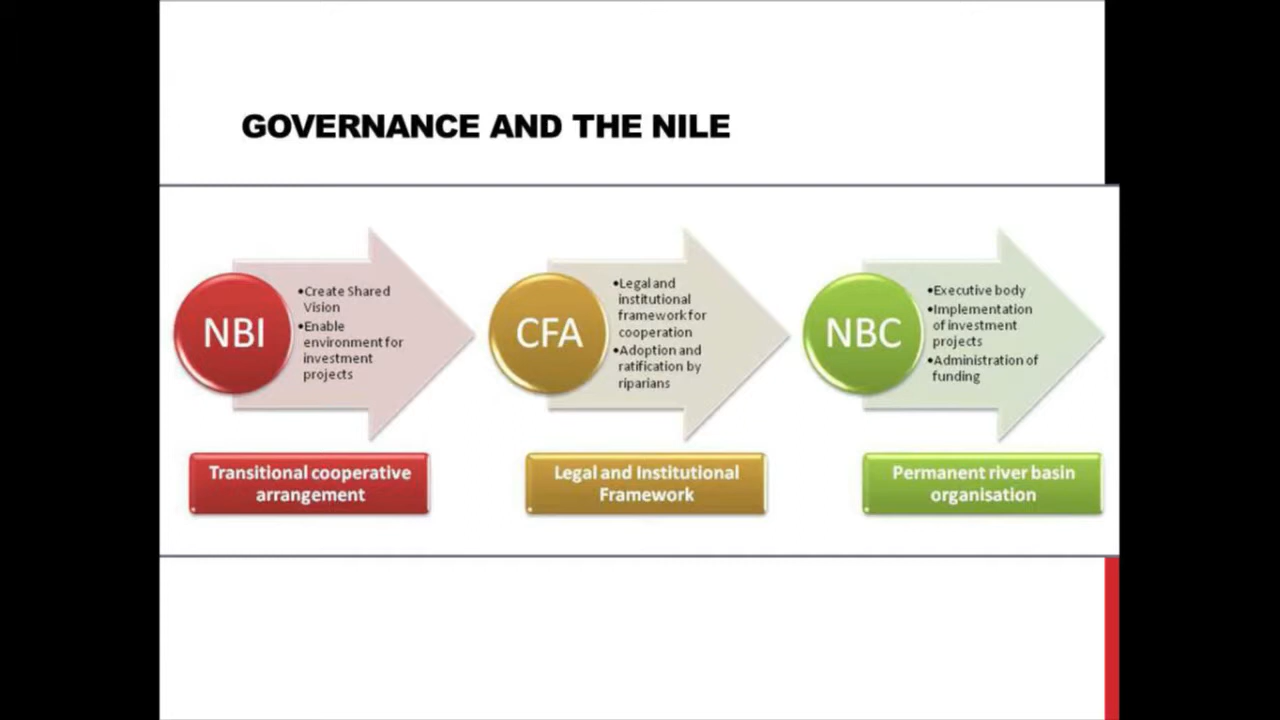 GOVERNANCE AND THE NILE
NBI
•Create Shared
Vision
•Enable
environment for
investment
projects
Transitional cooperative
arrangement
CFA
•Legal and
institutional
framework for
cooperation
•Adoption and
ratification by
riparians
Legal and Institutional
Framework
NBC
•Executive body
•Implementation
of investment
projects
•Administration of
funding
Permanent river basin
organisation